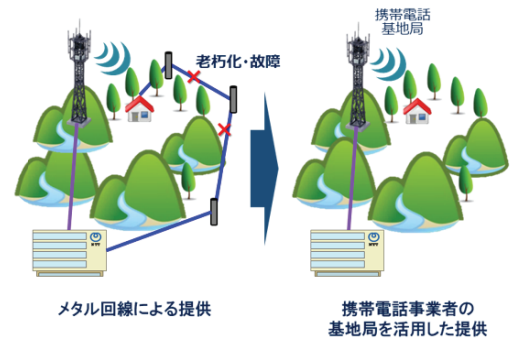 携帯電話
基地局
老朽化・故障
NTT
NTT
メタル回線による提供
携帯電話事業者の
基地局を活用した提供